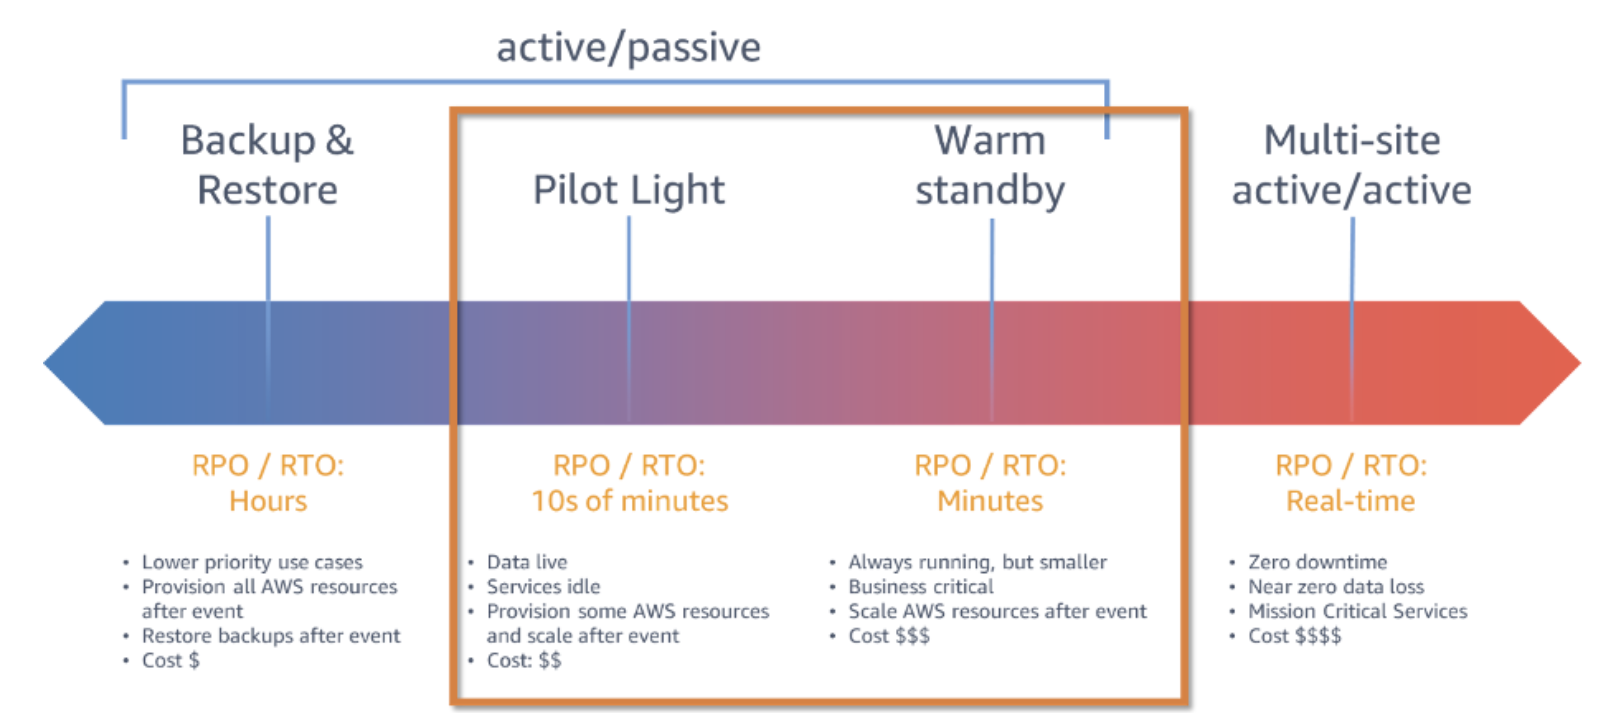 active/passive
Backup &
Restore
Pilot Light
Warm
standby
Multi-site
active/active
RPO / RTO:
Hours
RPO / RTO:
10s of minutes
RPO / RTO:
Minutes
RPO / RTO:
Real-time
• Lower priority use cases
• Provision all AWS resources
after event
• Restore backups after event
• Cost $
• Data live
• Services idle
• Provision some AWS resources
and scale after event
• Cost: $$
• Always running, but smaller
• Business critical
• Scale AWS resources after event
• Cost $$$
• Zero downtime
• Near zero data loss
• Mission Critical Services
• Cost $$$$